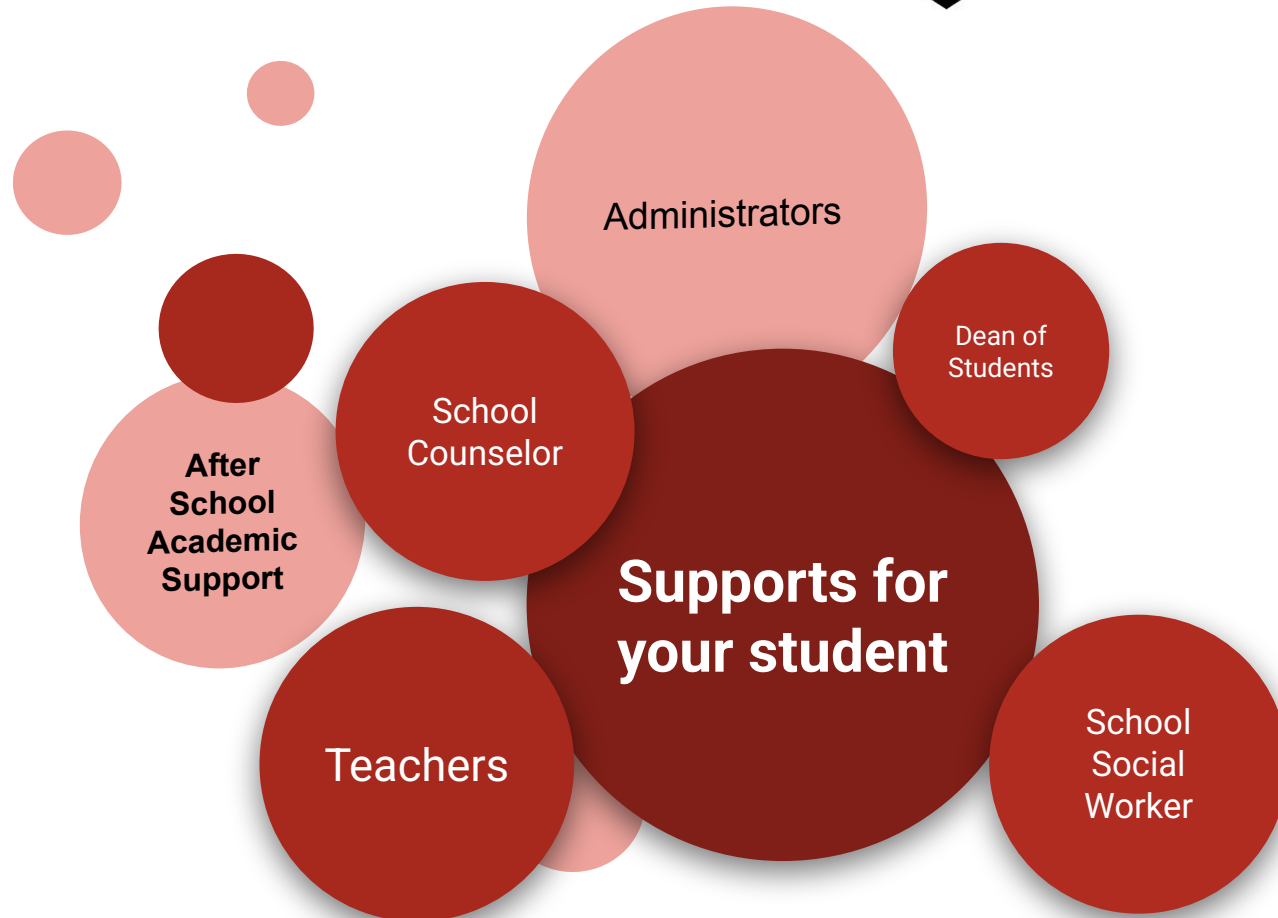 Administrators
Dean of
Students
School
Counselor
After
School
Academic
Support
Supports for
your student
Teachers
School
Social
Worker